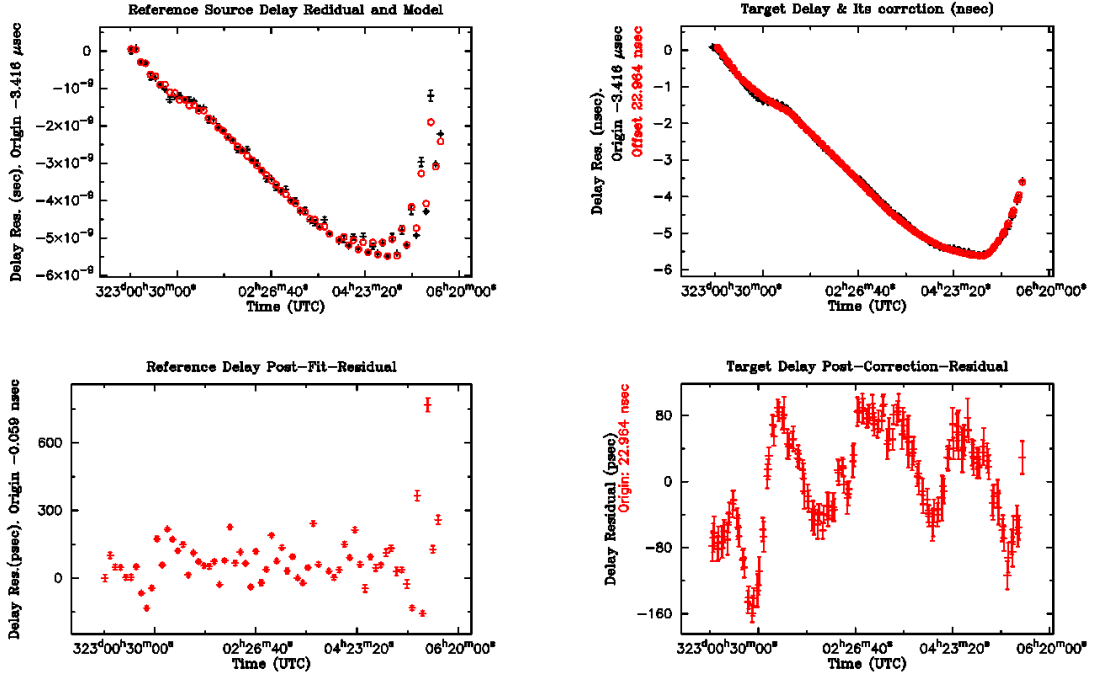 Reference Source Delay Redidual and Model
Delay Res. (sec). Origin −3.416 μsec
0
−10⁻⁹
−2×10⁻⁹
−3×10⁻⁹
−4×10⁻⁹
−5×10⁻⁹
−6×10⁻⁹
323ᵈ00ʰ30ᵐ00ˢ
02ʰ26ᵐ40ˢ
04ʰ23ᵐ20ˢ
06ʰ20ᵐ00ˢ
Time (UTC)
Target Delay & Its corrction (nsec)
Delay Res. (nsec).
Origin −3.416 μsec
Offset 22.964 nsec
0
−1
−2
−3
−4
−5
−6
323ᵈ00ʰ30ᵐ00ˢ
02ʰ26ᵐ40ˢ
04ʰ23ᵐ20ˢ
06ʰ20ᵐ00ˢ
Time (UTC)
Reference Delay Post−Fit−Residual
Delay Res.(psec). Origin −0.059 nsec
600
300
0
323ᵈ00ʰ30ᵐ00ˢ
02ʰ26ᵐ40ˢ
04ʰ23ᵐ20ˢ
06ʰ20ᵐ00ˢ
Time (UTC)
Target Delay Post−Correction−Residual
Delay Residual (psec)
Origin: 22.964 nsec
80
0
−80
−160
323ᵈ00ʰ30ᵐ00ˢ
02ʰ26ᵐ40ˢ
04ʰ23ᵐ20ˢ
06ʰ20ᵐ00ˢ
Time (UTC)